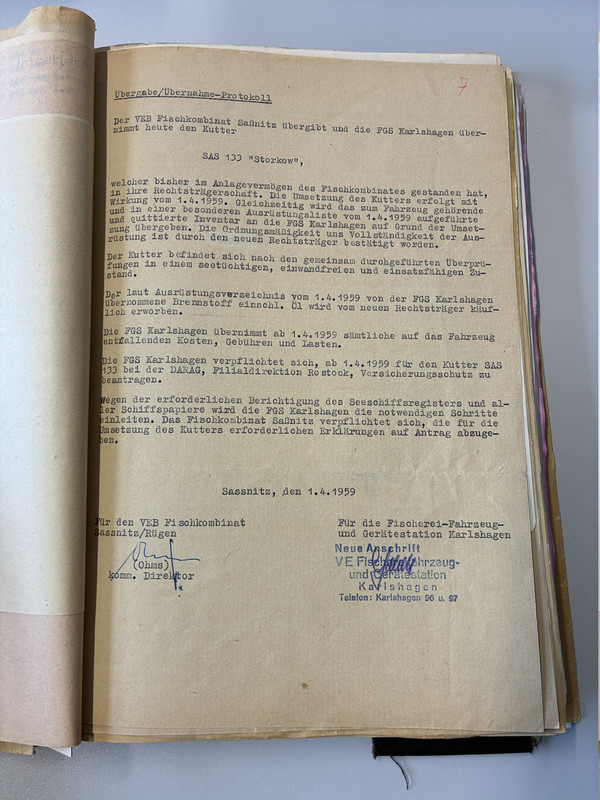 7
Übergabe/Übernahme-Protokoll
Der VEB Fischkombinat Saßnitz übergibt und die FGS Karlshagen über-
nimmt heute den Kutter
SAS 133 "Storkow",
welcher bisher im Anlagevermögen des Fischkombinates gestanden hat,
in ihre Rechtsträgerschaft. Die Umsetzung des Kutters erfolgt mit
Wirkung vom 1.4.1959. Gleichzeitig wird das zum Fahrzeug gehörende
und in einer besonderen Ausrüstungsliste vom 1.4.1959 aufgeführte
und quittierte Inventar an die FGS Karlshagen auf Grund der Umset-
zung übergeben. Die Ordnungsmäßigkeit uns Vollständigkeit der Aus-
rüstung ist durch den neuen Rechtsträger bestätigt worden.
Der Kutter befindet sich nach den gemeinsam durchgeführten Überprü-
fungen in einem seetüchtigen, einwandfreien und einsatzfähigen Zu-
stand.
Der laut Ausrüstungsverzeichnis vom 1.4.1959 von der FGS Karlshagen
übernommene Brennstoff einschl. Öl wird vom neuen Rechtsträger käuf-
lich erworben.
Die FGS Karlshagen übernimmt ab 1.4.1959 sämtliche auf das Fahrzeug
entfallenden Kosten, Gebühren und Lasten.
Die FGS Karlshagen verpflichtet sich, ab 1.4.1959 für den Kutter SAS
133 bei der DARAG, Filialdirektion Rostock, Versicherungsschutz zu
beantragen.
Wegen der erforderlichen Berichtigung des Seeschiffsregisters und al-
ler Schiffspapiere wird die FGS Karlshagen die notwendigen Schritte
einleiten. Das Fischkombinat Saßnitz verpflichtet sich, die für die
Umsetzung des Kutters erforderlichen Erklärungen auf Antrag abzuge-
ben.
Sassnitz, den 1.4.1959
Für den VEB Fischkombinat
Sassnitz/Rügen
(Ohms)
komm. Direktor
Für die Fischerei-Fahrzeug-
und Gerätestation Karlshagen
Neue Anschrift
VE Fischereifahrzeug-
und Gerätestation
Karlshagen
Telefon: Karlshagen 96 u. 97